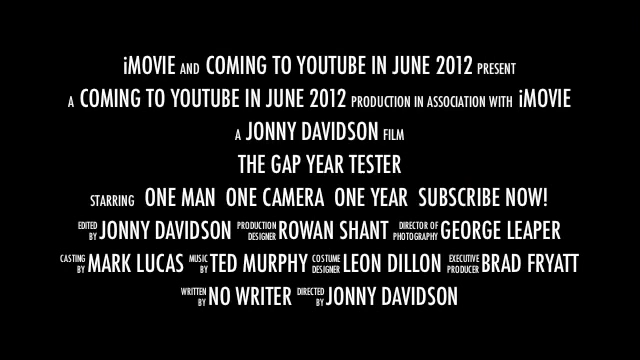 iMOVIE AND COMING TO YOUTUBE IN JUNE 2012 PRESENT
A COMING TO YOUTUBE IN JUNE 2012 PRODUCTION IN ASSOCIATION WITH iMOVIE
A JONNY DAVIDSON FILM
THE GAP YEAR TESTER
STARRING ONE MAN ONE CAMERA ONE YEAR SUBSCRIBE NOW!
EDITED BY JONNY DAVIDSON PRODUCTION DESIGNER ROWAN SHANT DIRECTOR OF PHOTOGRAPHY GEORGE LEAPER
CASTING BY MARK LUCAS MUSIC BY TED MURPHY COSTUME DESIGNER LEON DILLON EXECUTIVE PRODUCER BRAD FRYATT
WRITTEN BY NO WRITER DIRECTED BY JONNY DAVIDSON